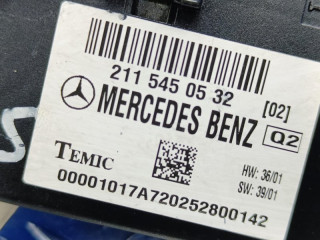 211 545 05 32 [02]
MERCEDES BENZ Q2
TEMIC
HW: 36/01
SW: 39/01
00001017A720252800142